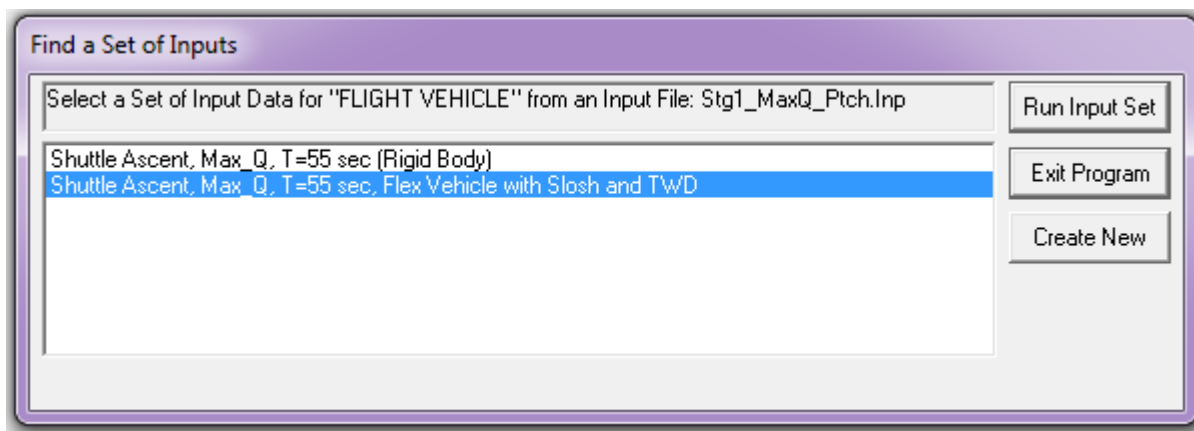 Find a Set of Inputs
Select a Set of Input Data for "FLIGHT VEHICLE" from an Input File: Stg1_MaxQ_Ptch.Inp
Run Input Set
Shuttle Ascent, Max_Q, T=55 sec (Rigid Body)
Shuttle Ascent, Max_Q, T=55 sec, Flex Vehicle with Slosh and TWD
Exit Program
Create New